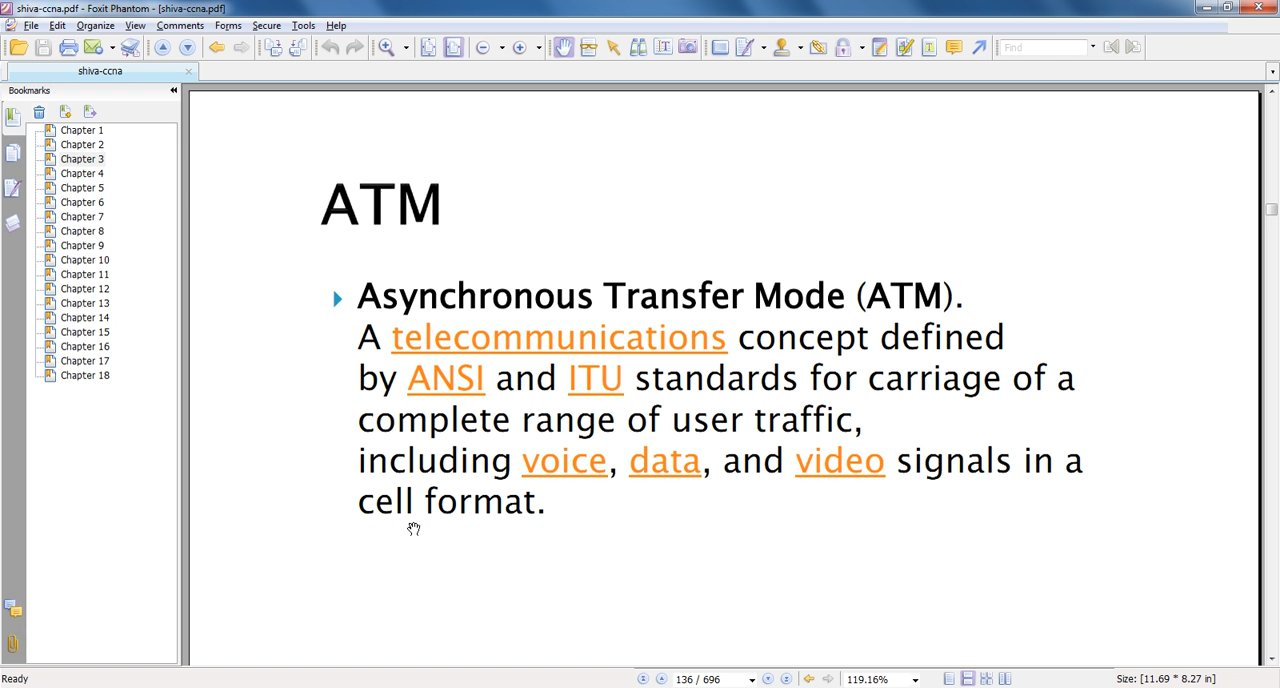 shiva-ccna.pdf - Foxit Phantom - [shiva-ccna.pdf]
File Edit Organize View Comments Forms Secure Tools Help
Find
shiva-ccna
Bookmarks
Chapter 1
Chapter 2
Chapter 3
Chapter 4
Chapter 5
Chapter 6
Chapter 7
Chapter 8
Chapter 9
Chapter 10
Chapter 11
Chapter 12
Chapter 13
Chapter 14
Chapter 15
Chapter 16
Chapter 17
Chapter 18
ATM
Asynchronous Transfer Mode (ATM).
A telecommunications concept defined
by ANSI and ITU standards for carriage of a
complete range of user traffic,
including voice, data, and video signals in a
cell format.
Ready
136 / 696
119.16%
Size: [11.69 * 8.27 in]